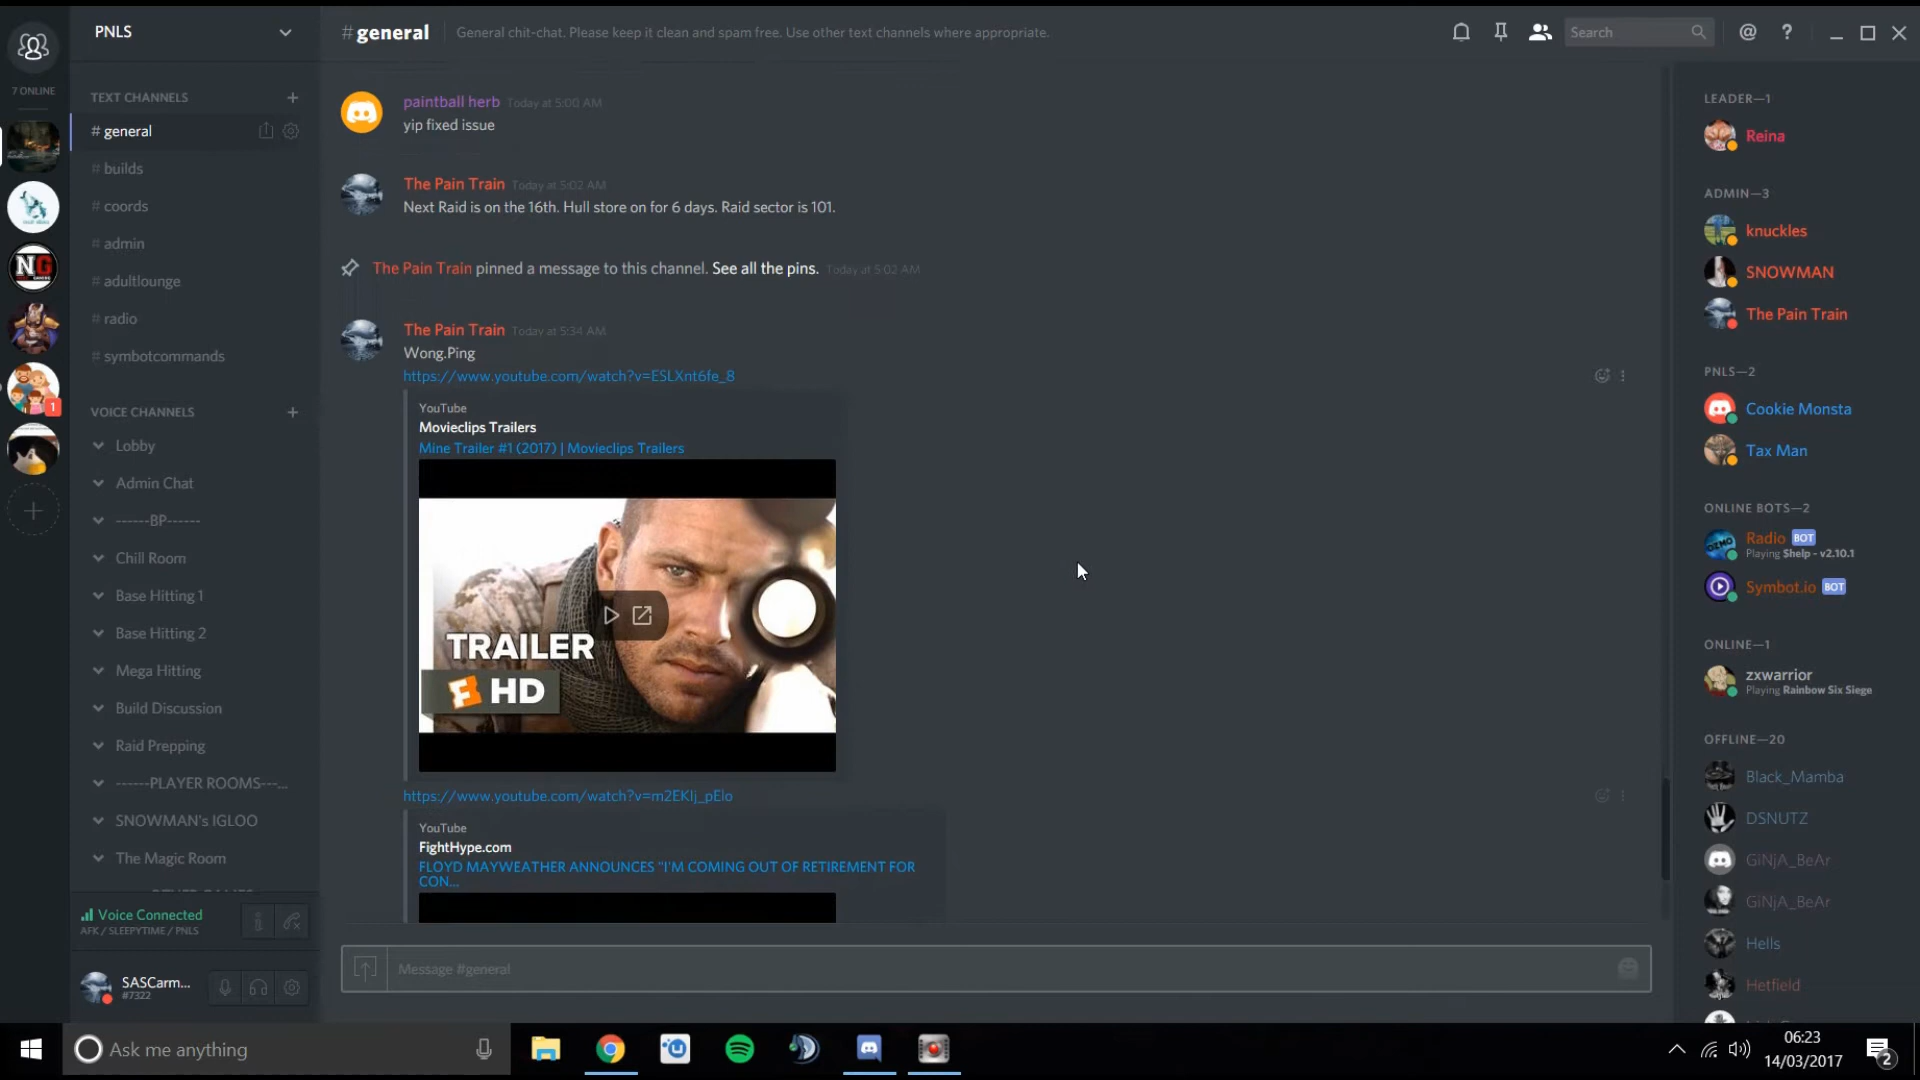 PNLS
#general
General chit-chat. Please keep it clean and spam free. Use other text channels where appropriate.
Search
7 ONLINE
NG
1
TEXT CHANNELS
# general
# builds
# coords
# admin
# adultlounge
# radio
# symbotcommands
VOICE CHANNELS
Lobby
Admin Chat
------BP------
Chill Room
Base Hitting 1
Base Hitting 2
Mega Hitting
Build Discussion
Raid Prepping
------PLAYER ROOMS---...
SNOWMAN's IGLOO
The Magic Room
Voice Connected
AFK / SLEEPYTIME / PNLS
SASCarm...
#7322
paintball herb Today at 5:00 AM
yip fixed issue
The Pain Train Today at 5:02 AM
Next Raid is on the 16th. Hull store on for 6 days. Raid sector is 101.
The Pain Train pinned a message to this channel. See all the pins. Today at 5:02 AM
The Pain Train Today at 5:34 AM
Wong.Ping
https://www.youtube.com/watch?v=ESLXnt6fe_8
YouTube
Movieclips Trailers
Mine Trailer #1 (2017) | Movieclips Trailers
TRAILER
HD
https://www.youtube.com/watch?v=m2EKlj_pElo
YouTube
FightHype.com
FLOYD MAYWEATHER ANNOUNCES "I'M COMING OUT OF RETIREMENT FOR
CON...
Message #general
LEADER—1
Reina
ADMIN—3
knuckles
SNOWMAN
The Pain Train
PNLS—2
Cookie Monsta
Tax Man
ONLINE BOTS—2
Radio BOT
Playing $help - v2.10.1
Symbot.io BOT
ONLINE—1
zxwarrior
Playing Rainbow Six Siege
OFFLINE—20
Black_Mamba
DSNUTZ
GiNjA_BeAr
GiNjA_BeAr
Hells
Hetfield
Ask me anything
06:23
14/03/2017
2